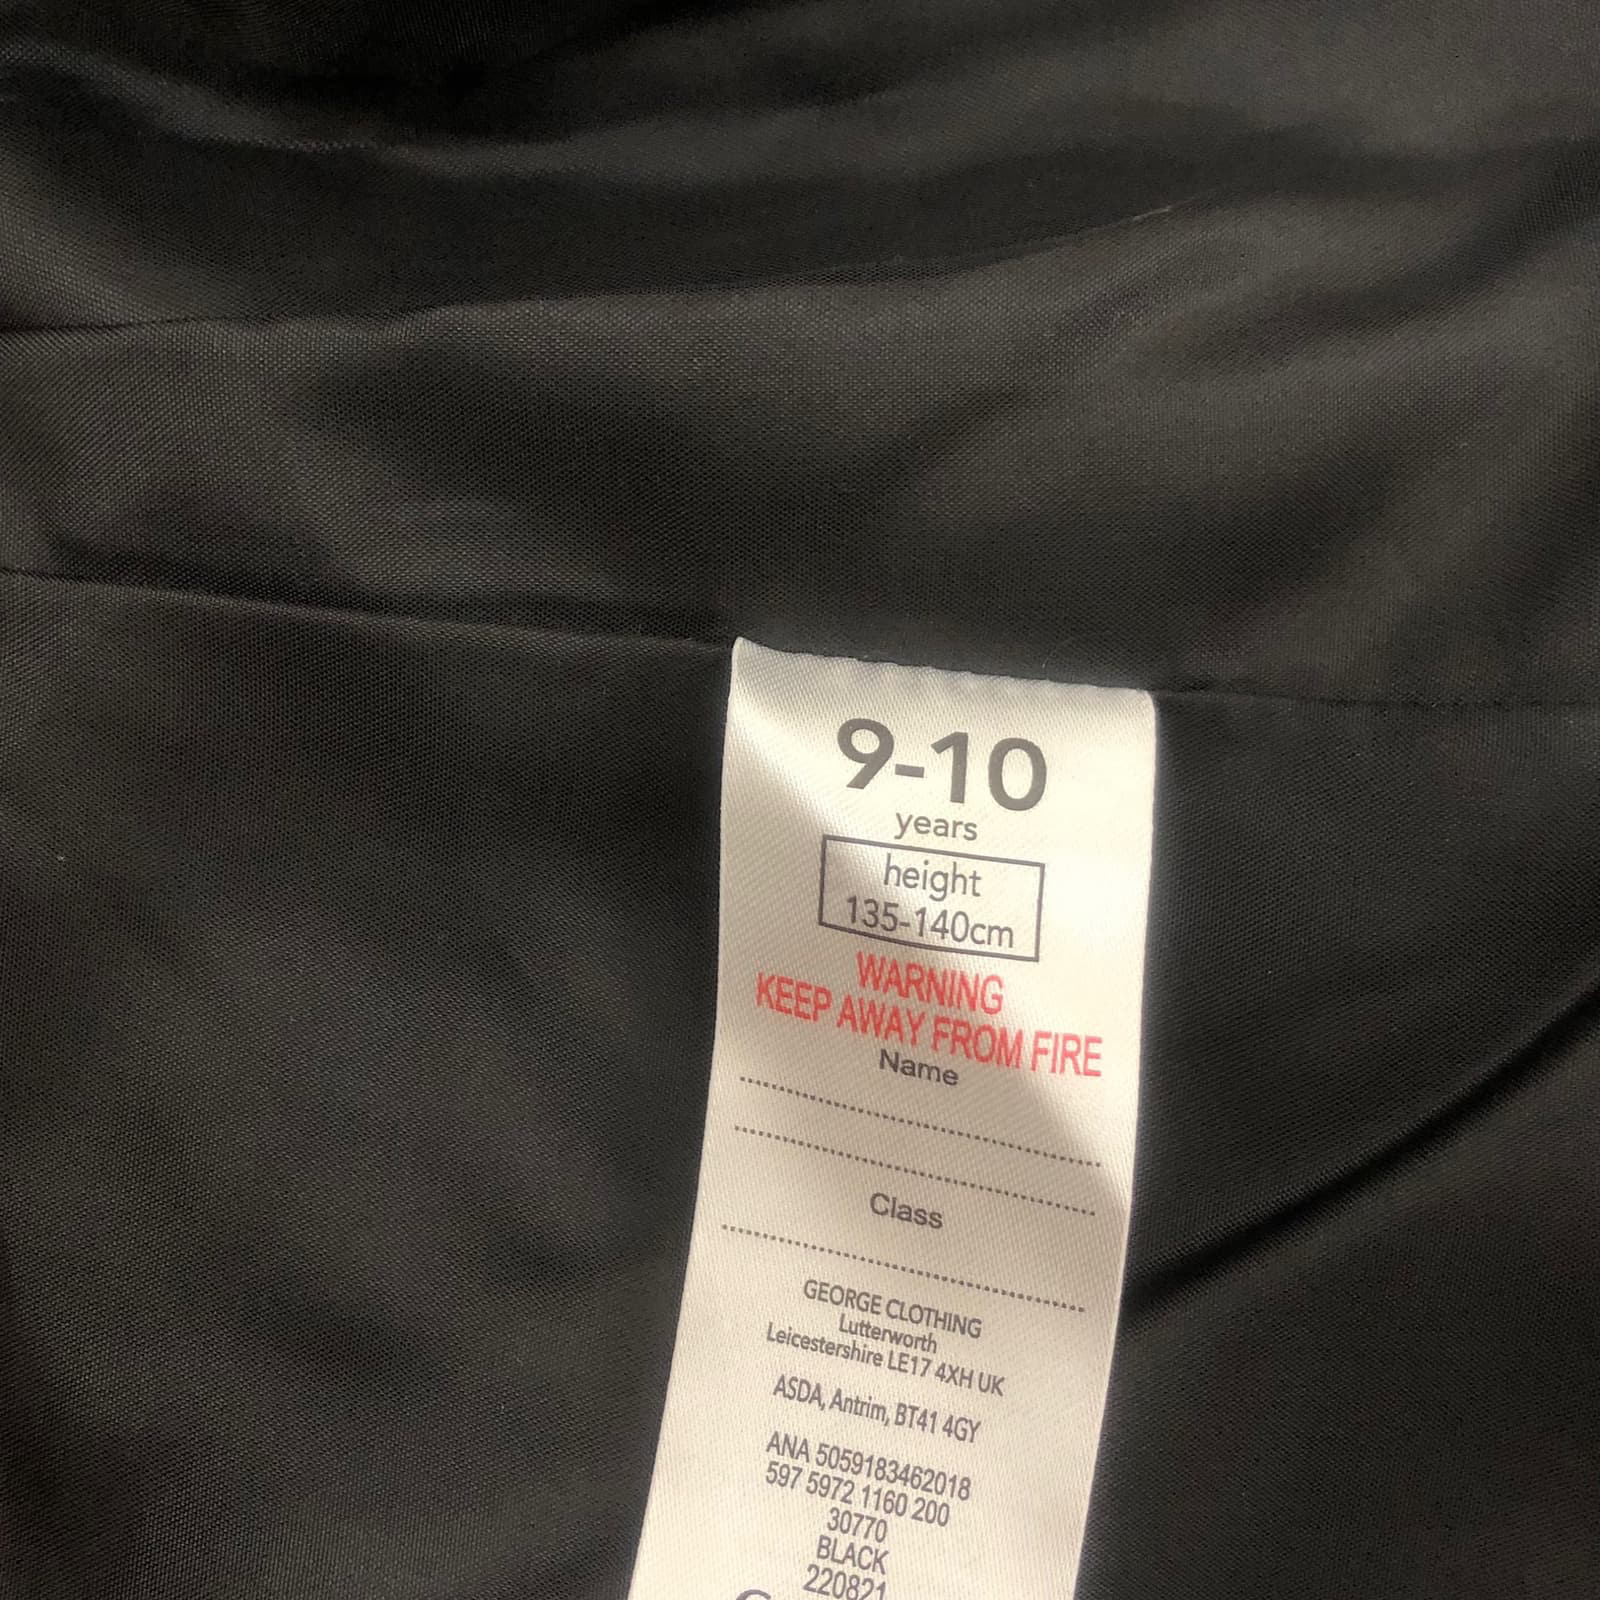 9-10
years
height
135-140cm
WARNING
KEEP AWAY FROM FIRE
Name
Class
GEORGE CLOTHING
Lutterworth
Leicestershire LE17 4XH UK
ASDA, Antrim, BT41 4GY
ANA 5059183462018
597 5972 1160 200
30770
BLACK
220821